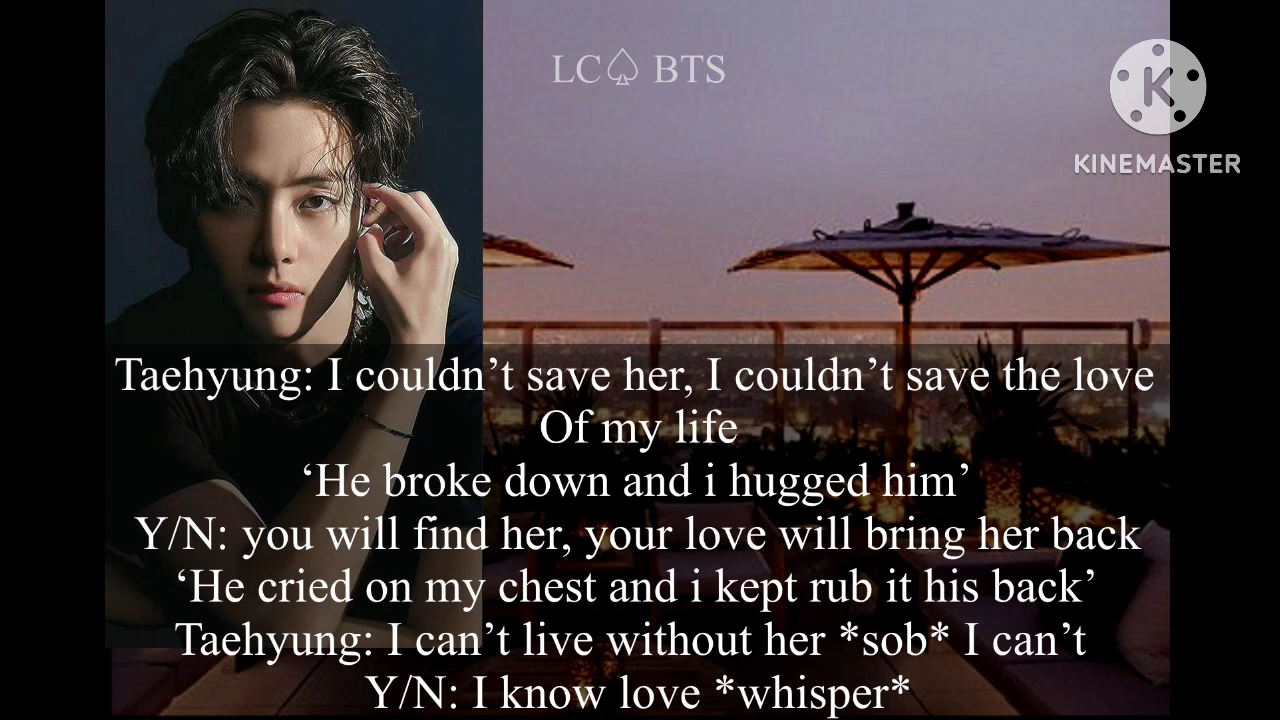 LC♤ BTS
K
KINEMASTER
Taehyung: I couldn’t save her, I couldn’t save the love
Of my life
‘He broke down and i hugged him’
Y/N: you will find her, your love will bring her back
‘He cried on my chest and i kept rub it his back’
Taehyung: I can’t live without her *sob* I can’t
Y/N: I know love *whisper*